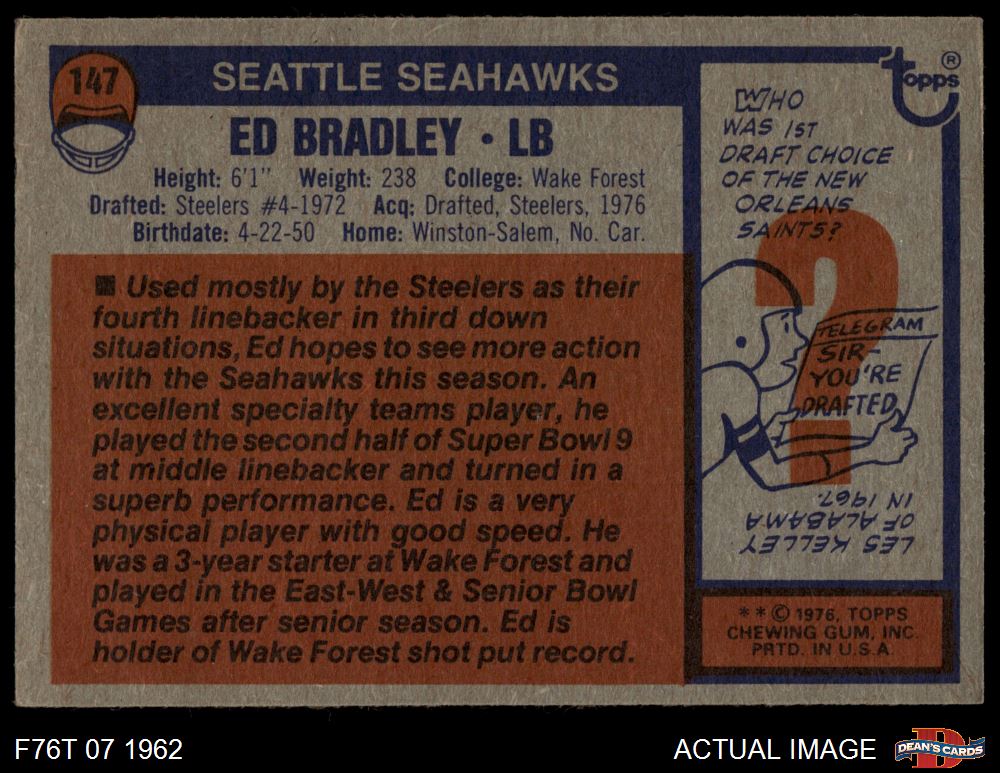 147
SEATTLE SEAHAWKS
ED BRADLEY • LB
Height: 6'1" Weight: 238 College: Wake Forest
Drafted: Steelers #4-1972 Acq: Drafted, Steelers, 1976
Birthdate: 4-22-50 Home: Winston-Salem, No. Car.
■ Used mostly by the Steelers as their
fourth linebacker in third down
situations, Ed hopes to see more action
with the Seahawks this season. An
excellent specialty teams player, he
played the second half of Super Bowl 9
at middle linebacker and turned in a
superb performance. Ed is a very
physical player with good speed. He
was a 3-year starter at Wake Forest and
played in the East-West & Senior Bowl
Games after senior season. Ed is
holder of Wake Forest shot put record.
topps®
WHO
WAS 1ST
DRAFT CHOICE
OF THE NEW
ORLEANS
SAINTS?
?
TELEGRAM
SIR-
YOU'RE
DRAFTED
LES KELLEY
OF ALABAMA
IN 1967.
* * © 1976, TOPPS
CHEWING GUM, INC.
PRTD. IN U.S.A.
F76T 07 1962
ACTUAL IMAGE
D
DEAN'S CARDS